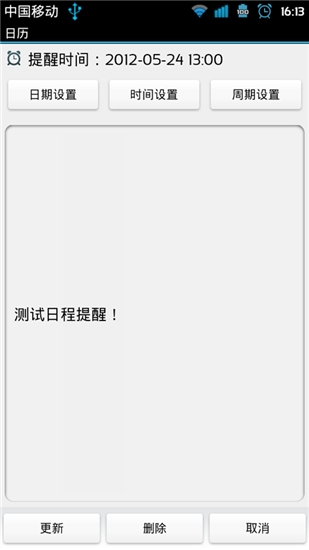 中国移动 100 16:13
日历
提醒时间：2012-05-24 13:00
日期设置 时间设置 周期设置
测试日程提醒！
更新 删除 取消